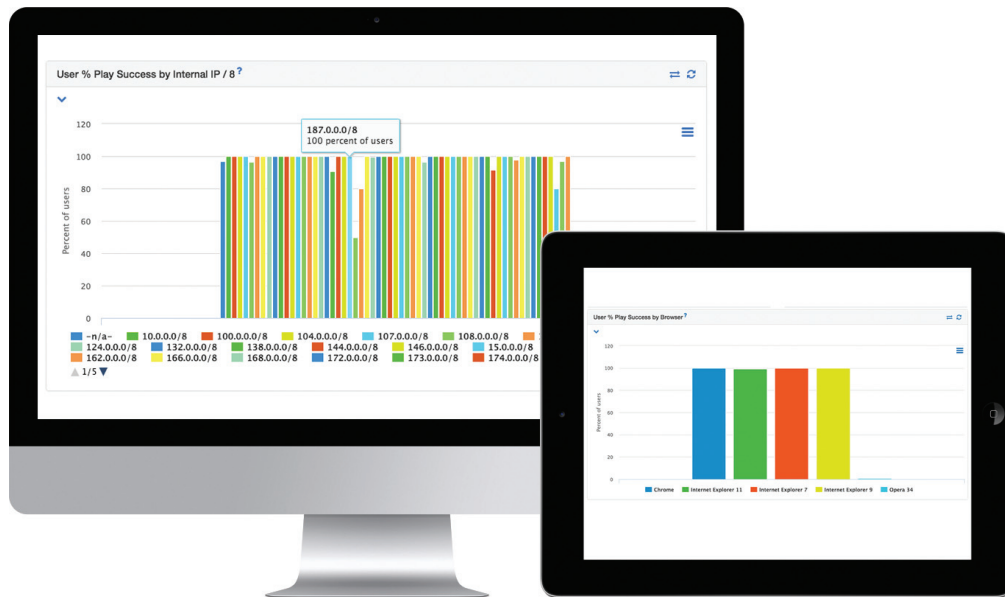 User % Play Success by Internal IP / 8 ?
187.0.0.0/8
100 percent of users
120
100
80
60
40
20
0
Percent of users
-n/a- 10.0.0.0/8 100.0.0.0/8 104.0.0.0/8 107.0.0.0/8 108.0.0.0/8
124.0.0.0/8 132.0.0.0/8 138.0.0.0/8 144.0.0.0/8 146.0.0.0/8 15.0.0.0/8
162.0.0.0/8 166.0.0.0/8 168.0.0.0/8 172.0.0.0/8 173.0.0.0/8 174.0.0.0/8
1/5
User % Play Success by Browser ?
120
100
80
60
40
20
0
Percent of users
Chrome Internet Explorer 11 Internet Explorer 7 Internet Explorer 9 Opera 34